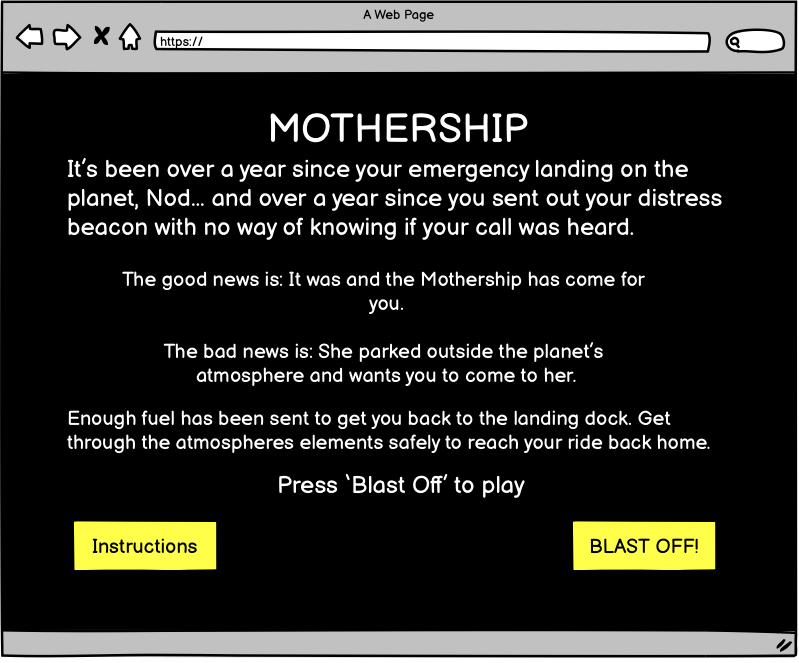 A Web Page
https://
MOTHERSHIP
It's been over a year since your emergency landing on the
planet, Nod... and over a year since you sent out your distress
beacon with no way of knowing if your call was heard.
The good news is: It was and the Mothership has come for
you.
The bad news is: She parked outside the planet's
atmosphere and wants you to come to her.
Enough fuel has been sent to get you back to the landing dock. Get
through the atmospheres elements safely to reach your ride back home.
Press ‵Blast Off′ to play
Instructions
BLAST OFF!